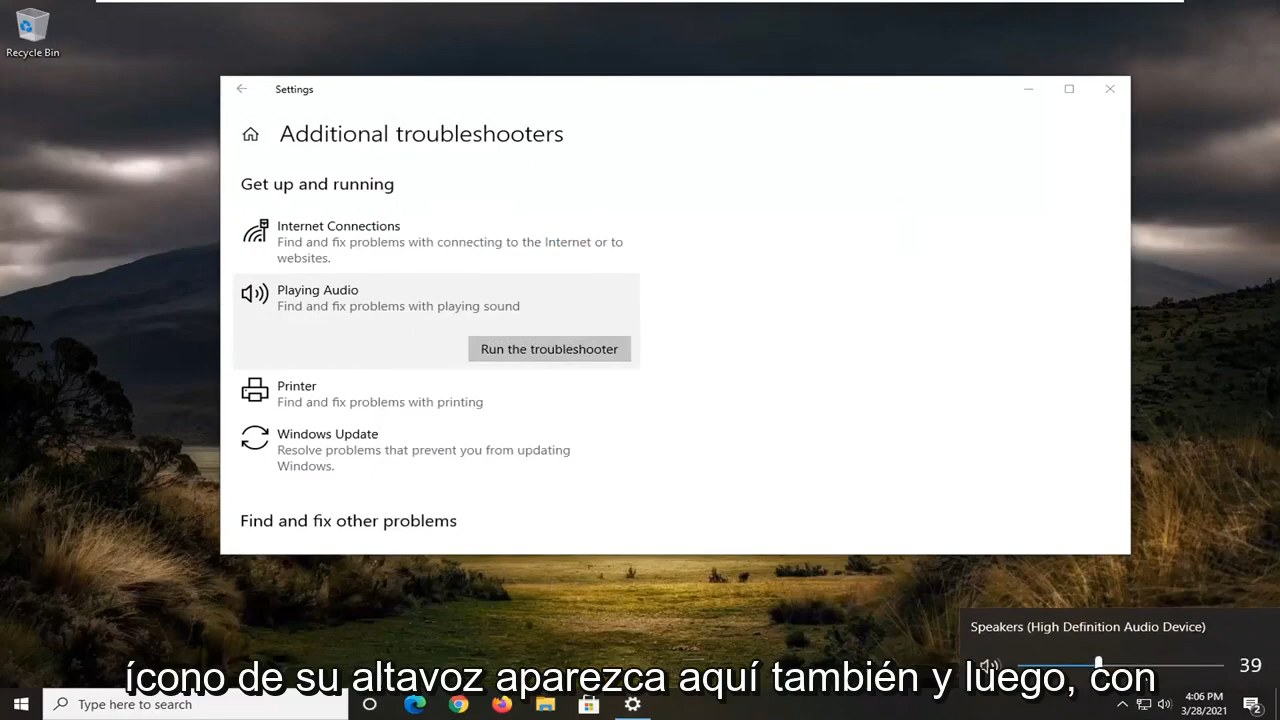 Recycle Bin
Settings
Additional troubleshooters
Get up and running
Internet Connections
Find and fix problems with connecting to the Internet or to
websites.
Playing Audio
Find and fix problems with playing sound
Run the troubleshooter
Printer
Find and fix problems with printing
Windows Update
Resolve problems that prevent you from updating
Windows.
Find and fix other problems
Speakers (High Definition Audio Device)
39
ícono de su altavoz aparezca aquí también y luego, con
Type here to search
4:06 PM
3/28/2021
2